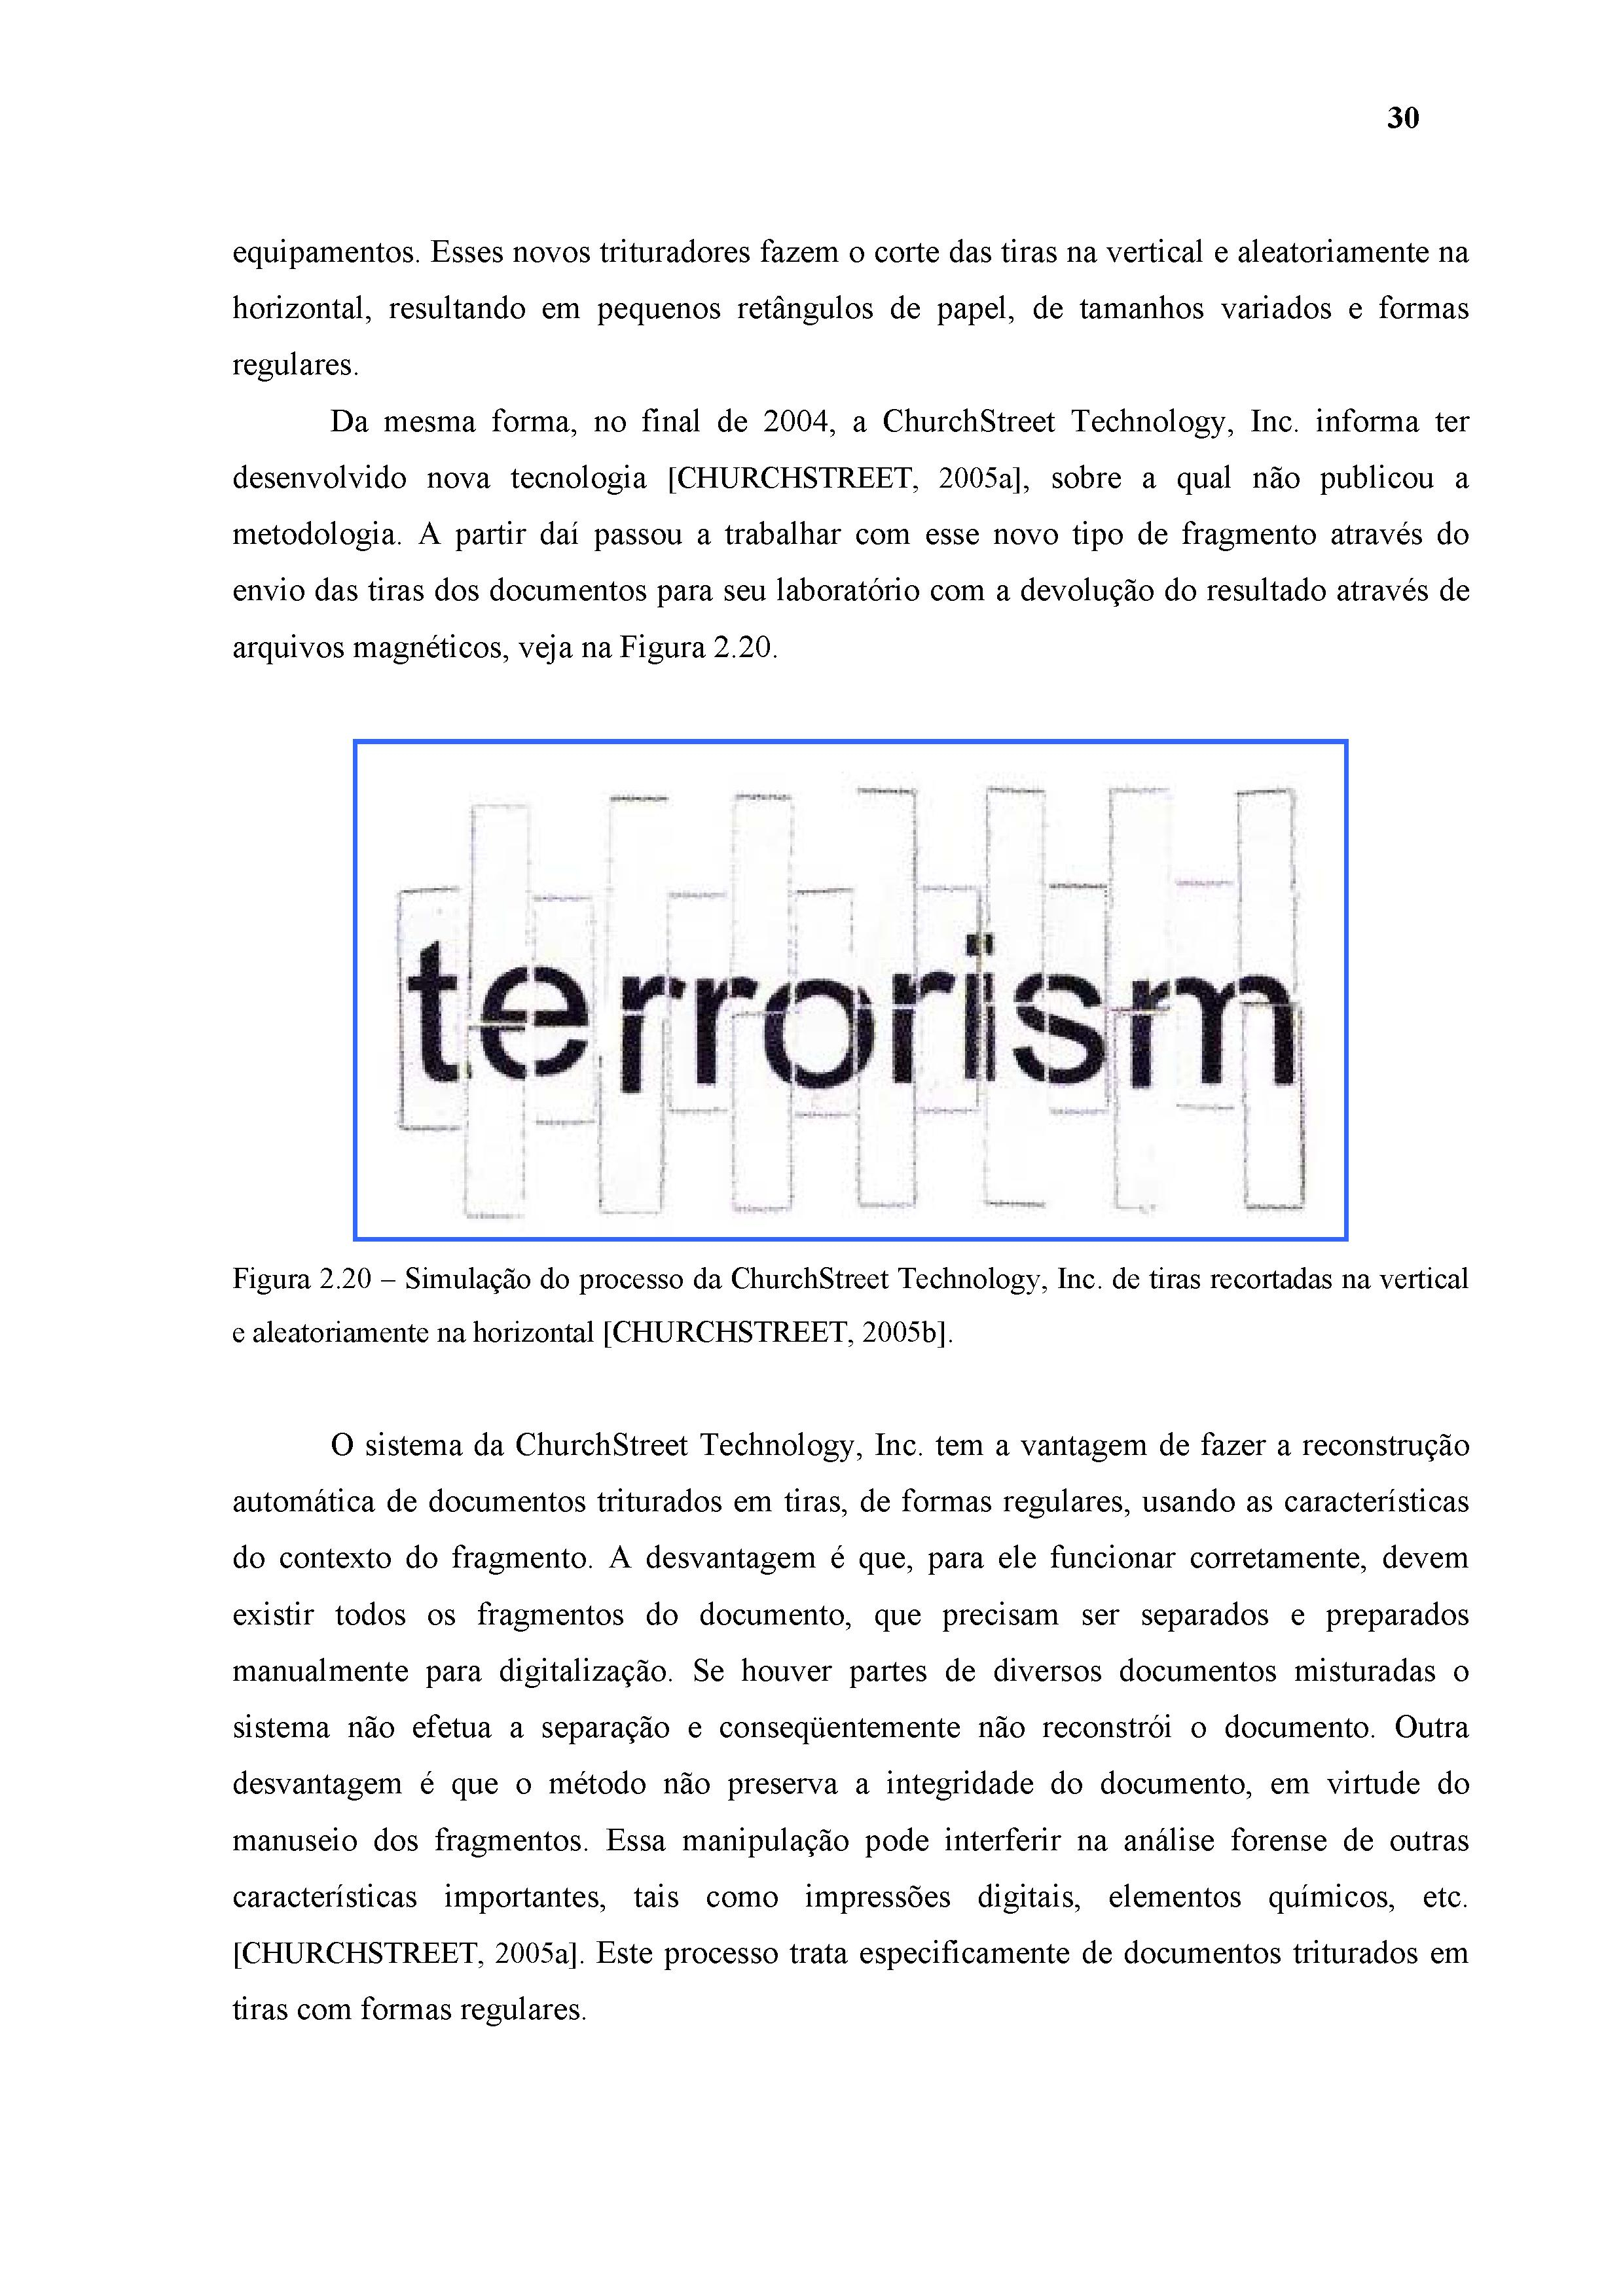 30
equipamentos. Esses novos trituradores fazem o corte das tiras na vertical e aleatoriamente na
horizontal, resultando em pequenos retângulos de papel, de tamanhos variados e formas
regulares.
Da mesma forma, no final de 2004, a ChurchStreet Technology, Inc. informa ter
desenvolvido nova tecnologia [CHURCHSTREET, 2005a], sobre a qual não publicou a
metodologia. A partir daí passou a trabalhar com esse novo tipo de fragmento através do
envio das tiras dos documentos para seu laboratório com a devolução do resultado através de
arquivos magnéticos, veja na Figura 2.20.
terrorism
Figura 2.20 – Simulação do processo da ChurchStreet Technology, Inc. de tiras recortadas na vertical
e aleatoriamente na horizontal [CHURCHSTREET, 2005b].
O sistema da ChurchStreet Technology, Inc. tem a vantagem de fazer a reconstrução
automática de documentos triturados em tiras, de formas regulares, usando as características
do contexto do fragmento. A desvantagem é que, para ele funcionar corretamente, devem
existir todos os fragmentos do documento, que precisam ser separados e preparados
manualmente para digitalização. Se houver partes de diversos documentos misturadas o
sistema não efetua a separação e conseqüentemente não reconstrói o documento. Outra
desvantagem é que o método não preserva a integridade do documento, em virtude do
manuseio dos fragmentos. Essa manipulação pode interferir na análise forense de outras
características importantes, tais como impressões digitais, elementos químicos, etc.
[CHURCHSTREET, 2005a]. Este processo trata especificamente de documentos triturados em
tiras com formas regulares.